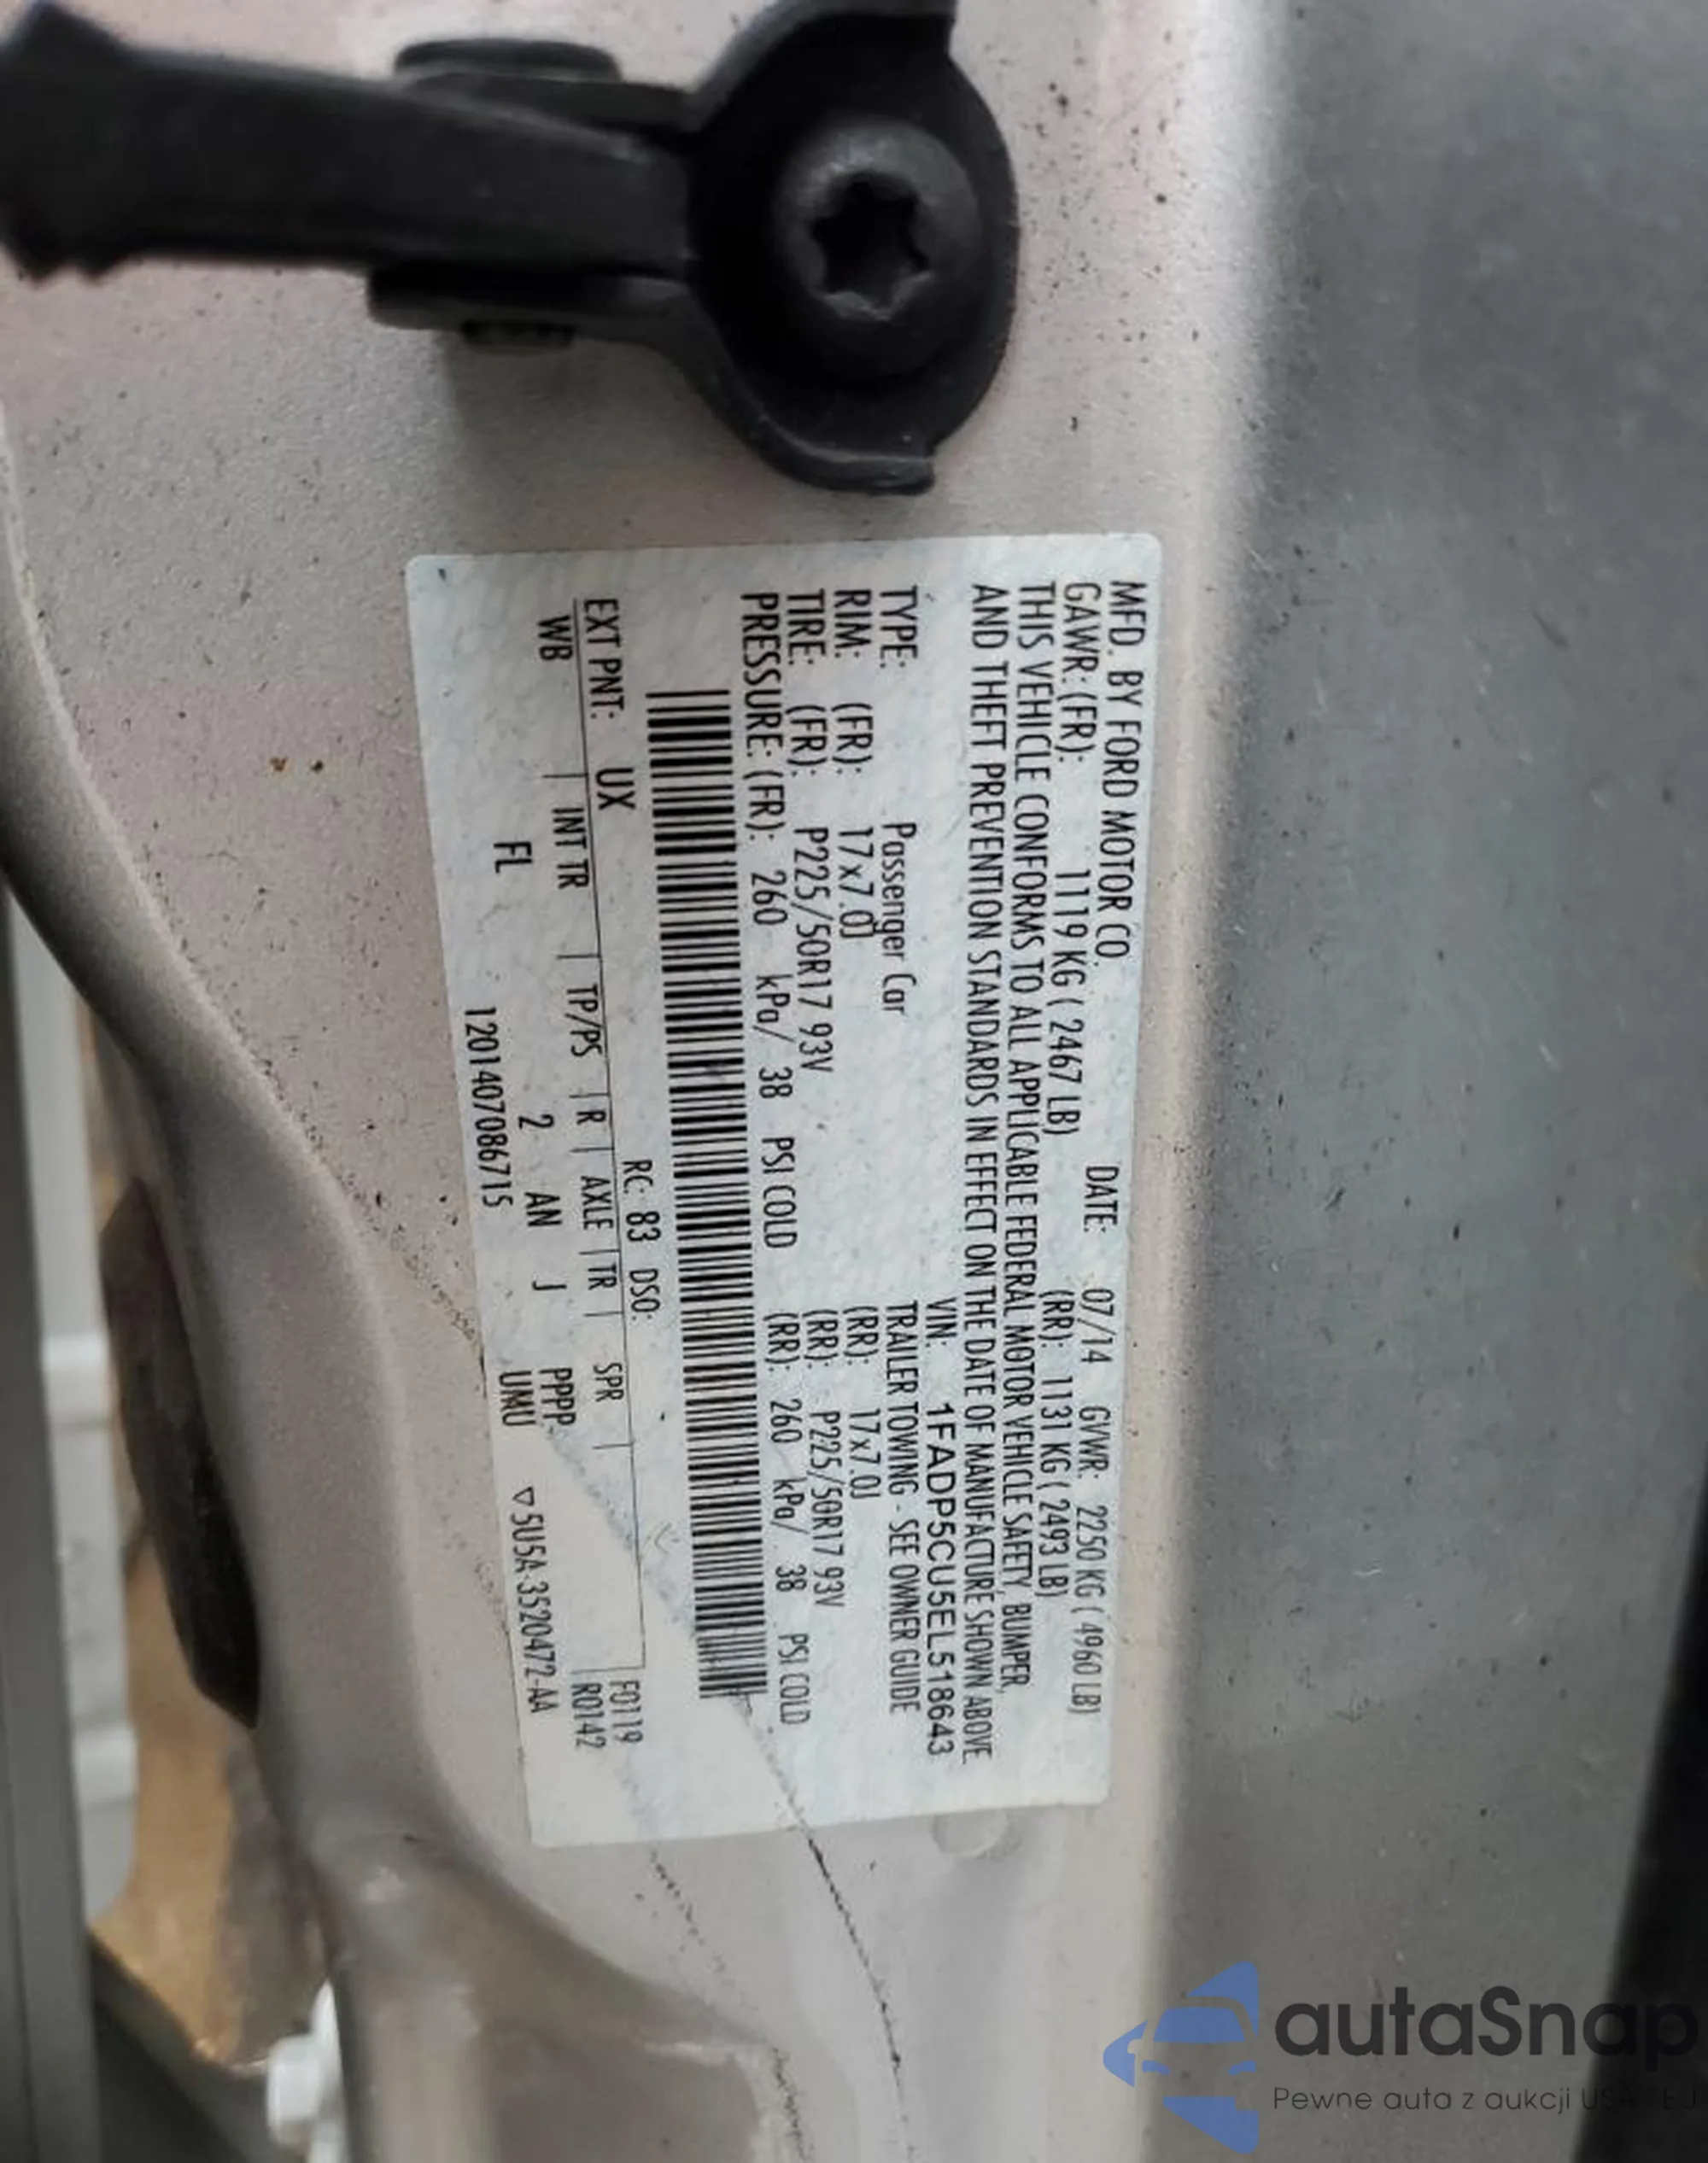 MFD. BY FORD MOTOR CO. DATE: 07/14 GVWR: 2250 KG ( 4960 LB)
GAWR: (FR): 1119 KG ( 2467 LB) (RR): 1131 KG ( 2493 LB)
THIS VEHICLE CONFORMS TO ALL APPLICABLE FEDERAL MOTOR VEHICLE SAFETY, BUMPER,
AND THEFT PREVENTION STANDARDS IN EFFECT ON THE DATE OF MANUFACTURE SHOWN ABOVE.
VIN: 1FADP5CU5EL518643
TYPE: Passenger Car TRAILER TOWING - SEE OWNER GUIDE
RIM: (FR): 17x7.0J (RR): 17x7.0J
TIRE: (FR): P225/50R17 93V (RR): P225/50R17 93V
PRESSURE: (FR): 260 kPa/ 38 PSI COLD (RR): 260 kPa/ 38 PSI COLD
EXT PNT: UX RC: 83 DSO: F0119
WB INT TR TP/PS R AXLE TR SPR R0142
FL 2 AN J PPPP
UMU
1201407086715 ▽5U5A-3520472-AA
autaSnap
Pewne auta z aukcji